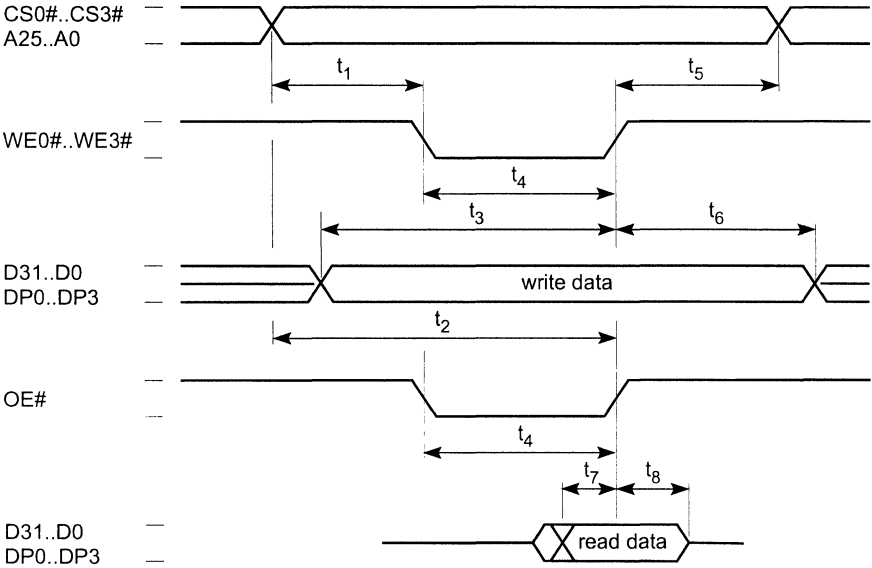 CS0#..CS3#
A25..A0
t1
t5
WE0#..WE3#
t4
t3
t6
D31..D0
DP0..DP3
write data
t2
OE#
t4
t7
t8
D31..D0
DP0..DP3
read data